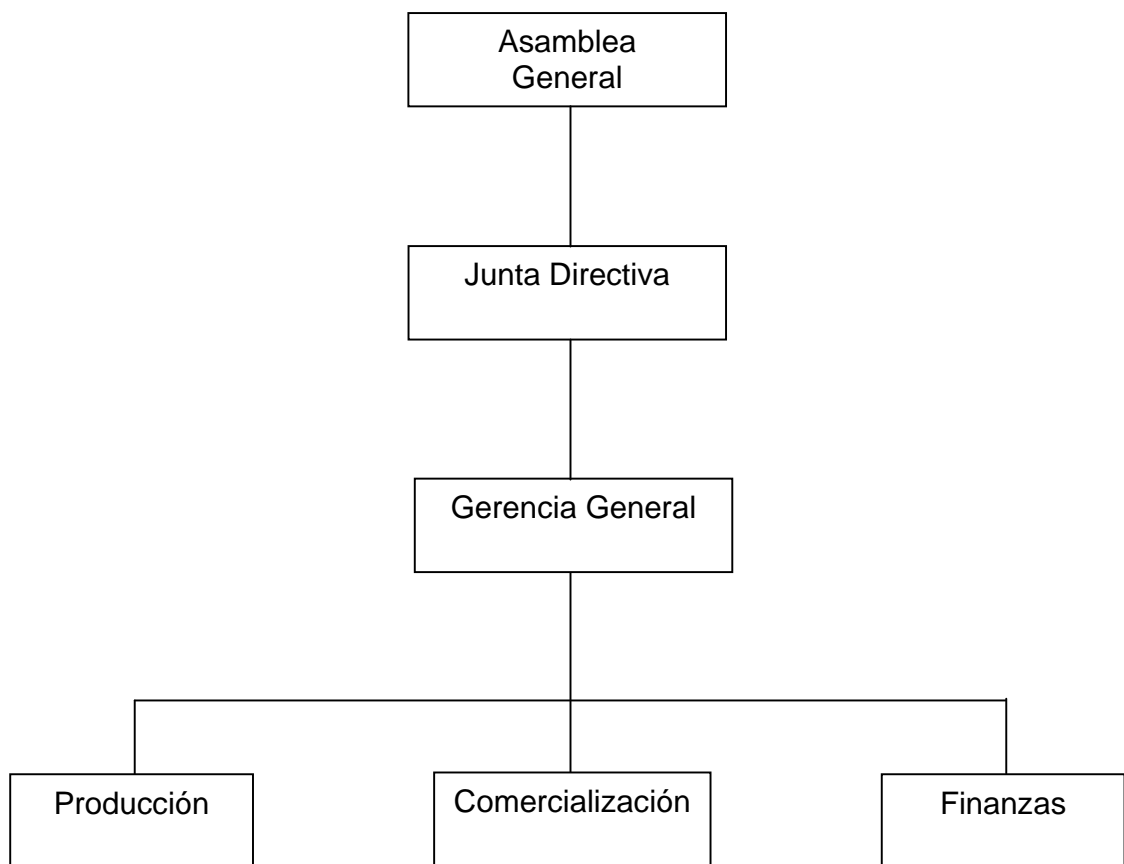 Asamblea
General
Junta Directiva
Gerencia General
Producción
Comercialización
Finanzas